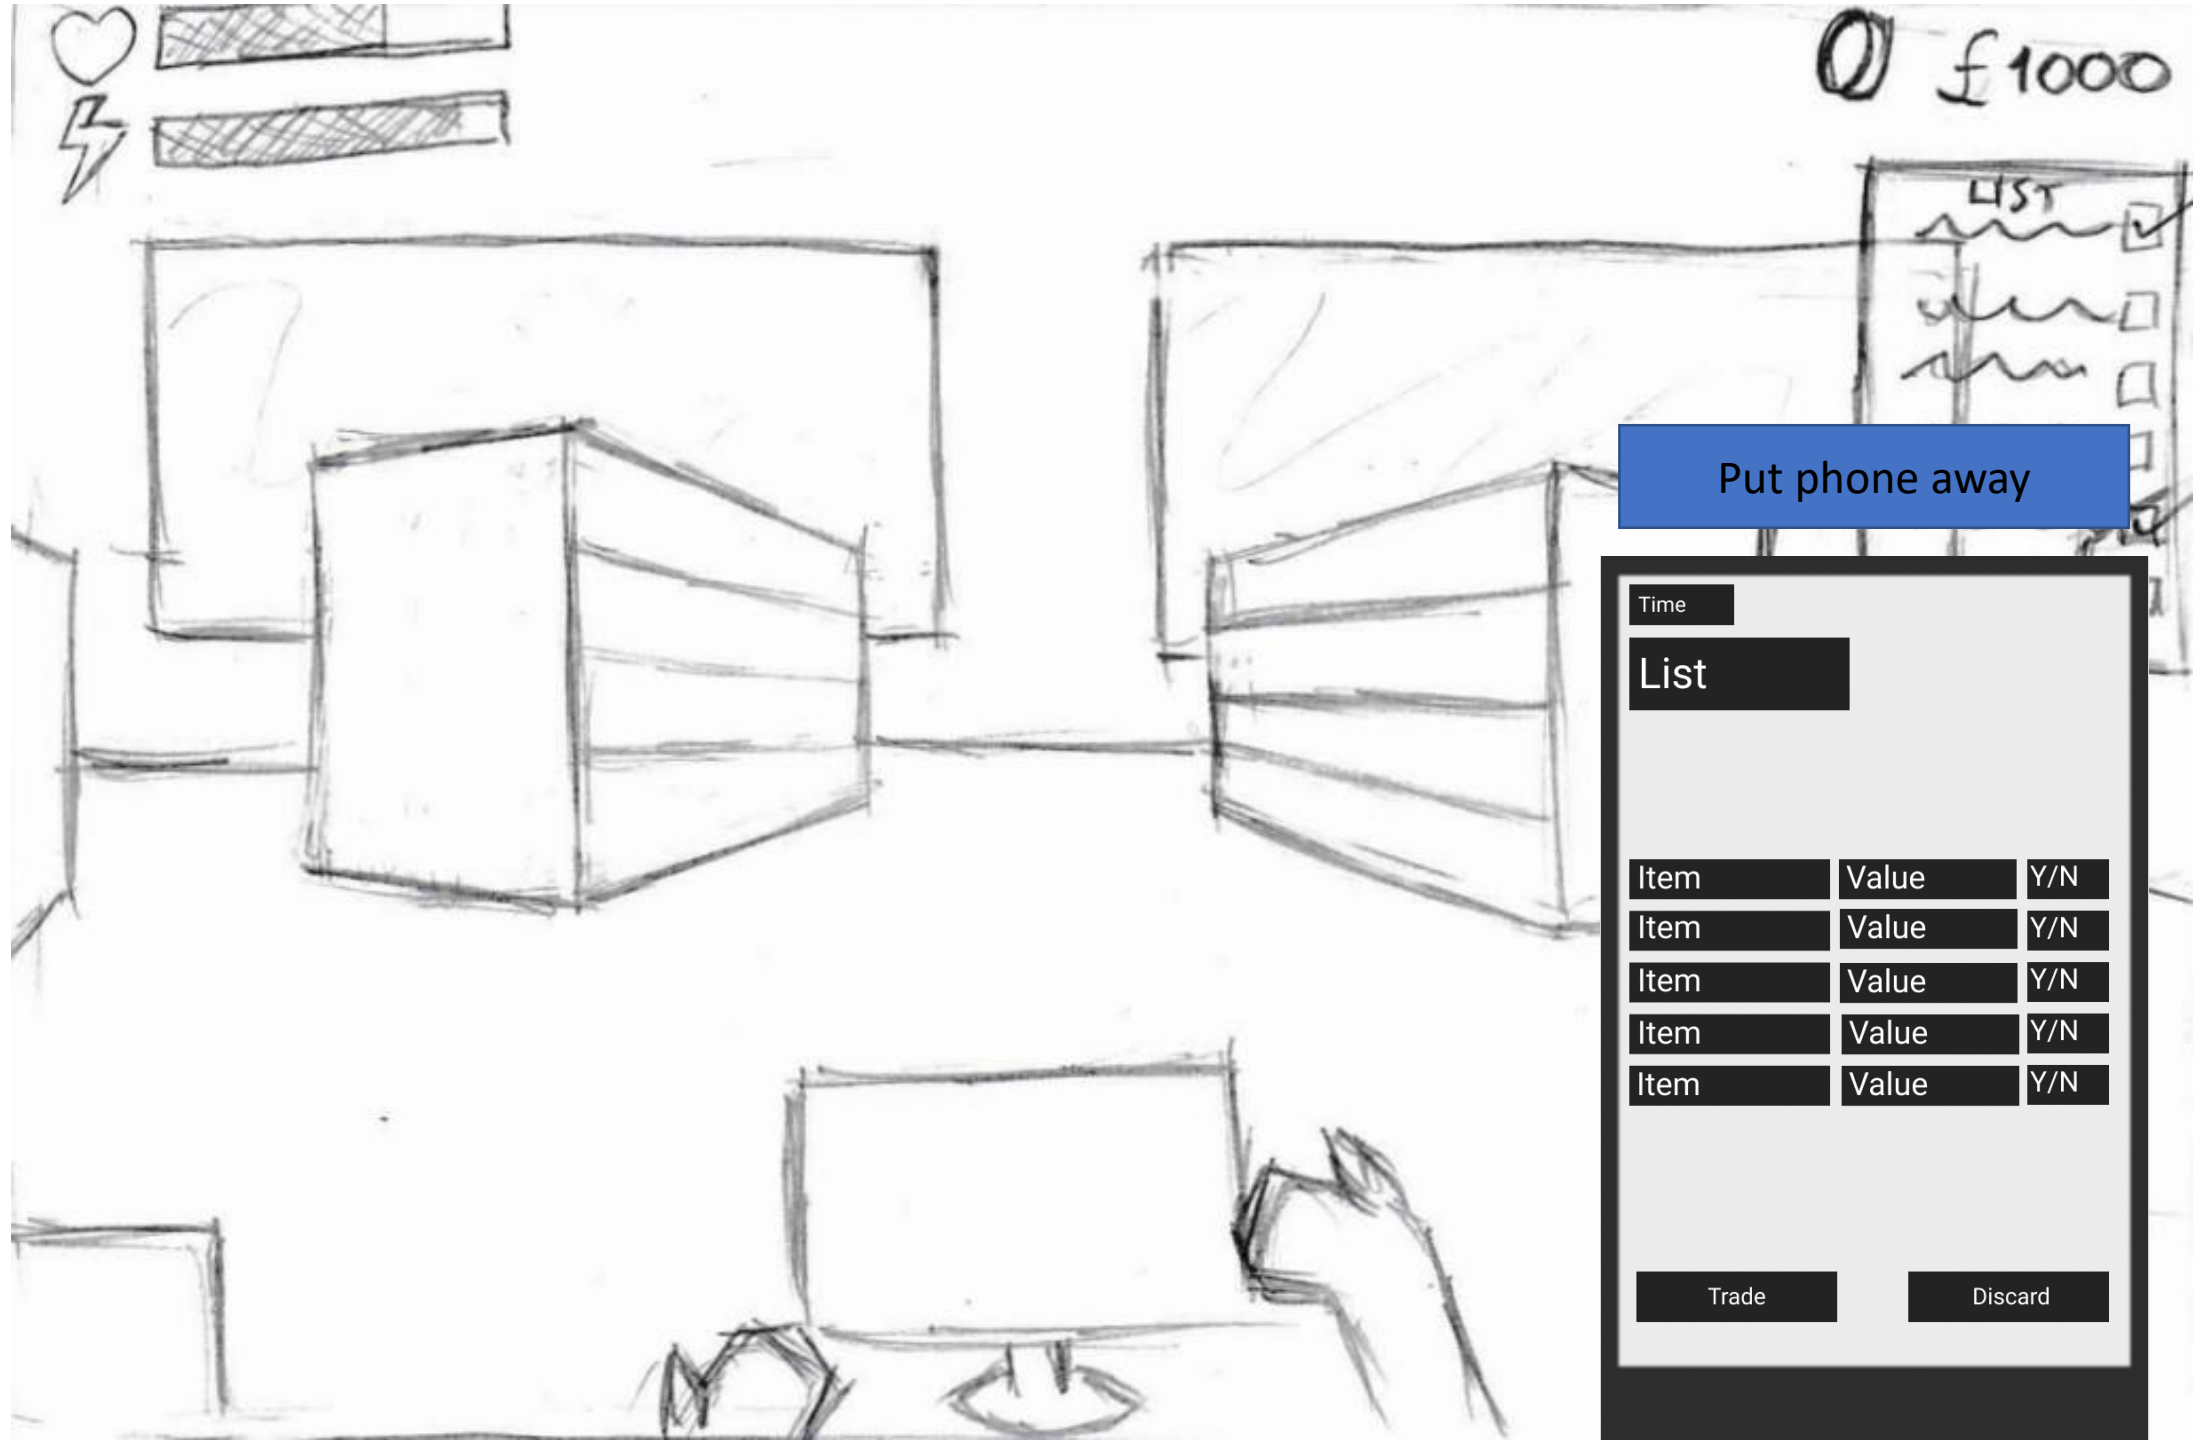 £1000
LIST
Put phone away
Time
List
Item Value Y/N
Item Value Y/N
Item Value Y/N
Item Value Y/N
Item Value Y/N
Trade Discard